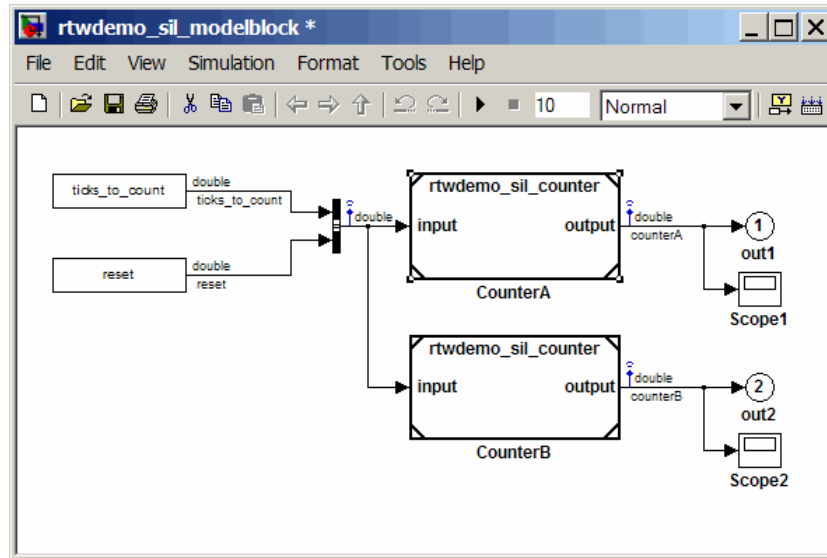 rtwdemo_sil_modelblock *
File Edit View Simulation Format Tools Help
10 Normal
ticks_to_count
double
ticks_to_count
reset
double
reset
double
rtwdemo_sil_counter
input
output
CounterA
double
counterA
1
out1
Scope1
rtwdemo_sil_counter
input
output
CounterB
double
counterB
2
out2
Scope2